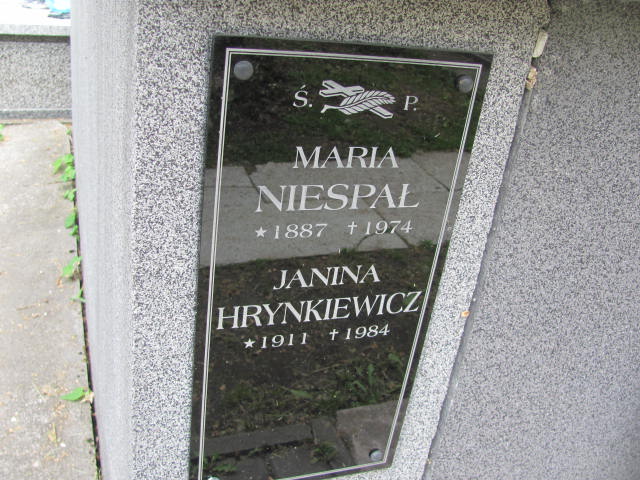 Ś. P.
MARIA
NIESPAŁ
★1887 †1974
JANINA
HRYNKIEWICZ
★1911 †1984